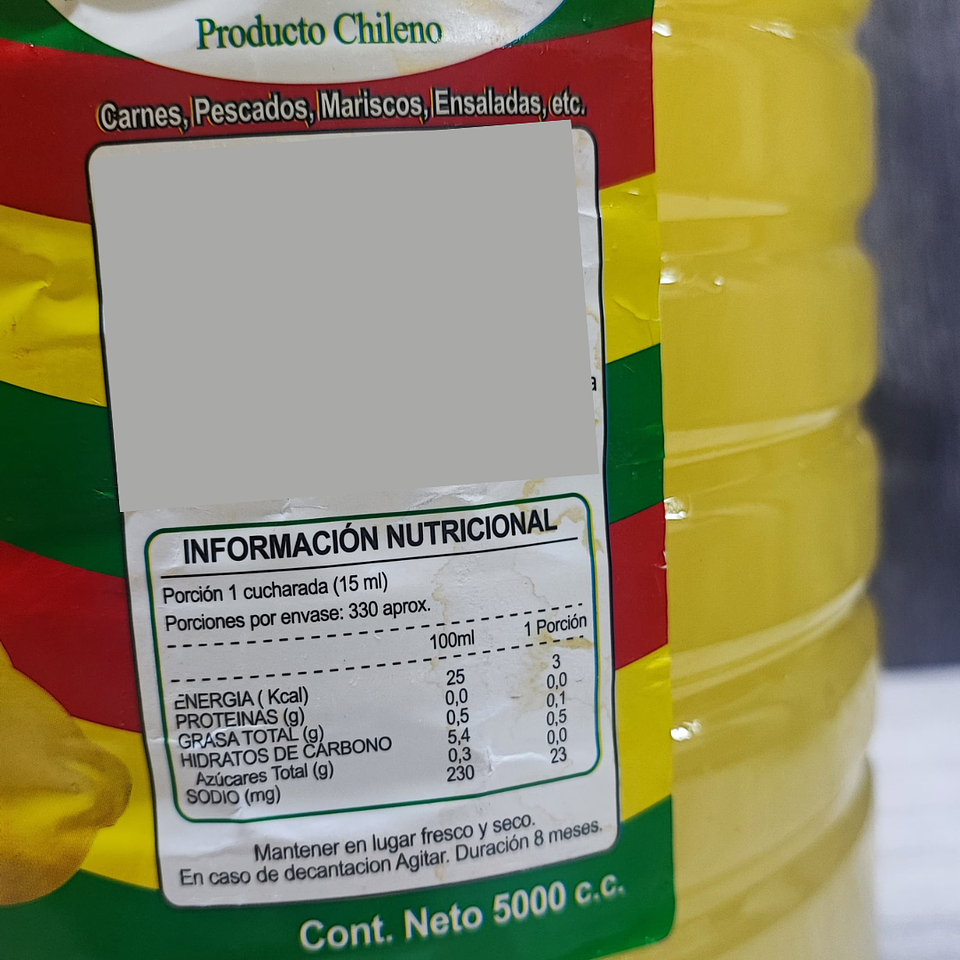 Producto Chileno
Carnes, Pescados, Mariscos, Ensaladas, etc.
a
INFORMACIÓN NUTRICIONAL
Porción 1 cucharada (15 ml)
Porciones por envase: 330 aprox.
100ml 1 Porción
ENERGIA ( Kcal) 25 3
PROTEINAS (g) 0,0 0,0
GRASA TOTAL (g) 0,5 0,1
HIDRATOS DE CARBONO 5,4 0,5
Azúcares Total (g) 0,3 0,0
SODIO (mg) 230 23
Mantener en lugar fresco y seco.
En caso de decantacion Agitar. Duración 8 meses.
Cont. Neto 5000 c.c.